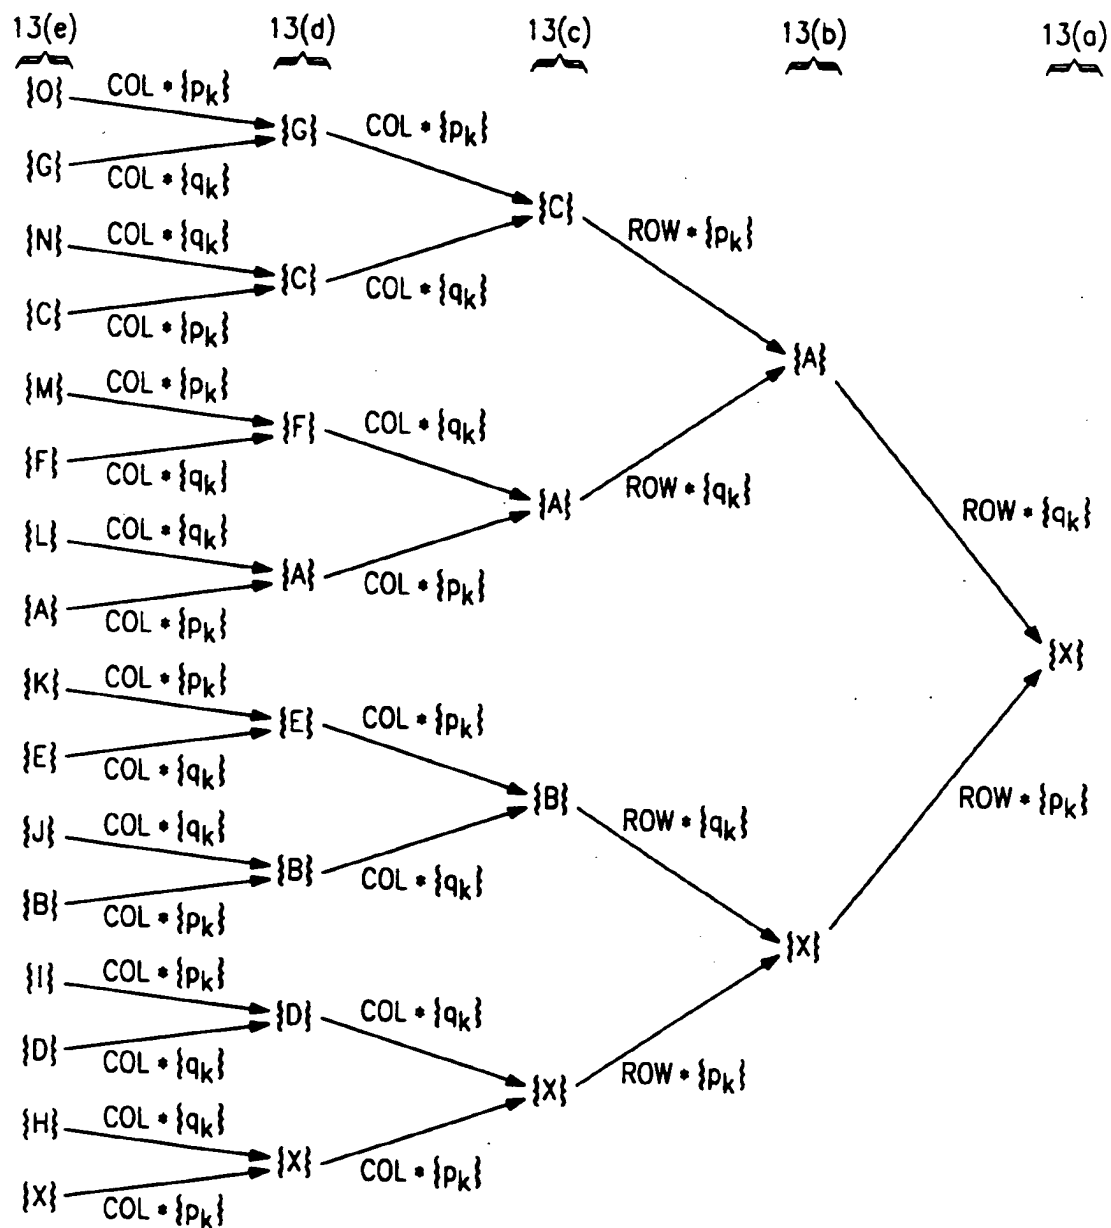 13(e) 13(d) 13(c) 13(b) 13(a)
{O} COL * {pk}
{G} COL * {pk}
{G} COL * {qk}
{C}
{N} COL * {qk}
ROW * {pk}
{C} COL * {qk}
{C} COL * {pk}
{A}
{M} COL * {pk}
{F} COL * {qk}
{F} COL * {qk}
{A} ROW * {qk}
ROW * {qk}
{L} COL * {qk}
{A} COL * {pk}
{A} COL * {pk}
{X}
{K} COL * {pk}
{E} COL * {pk}
{E} COL * {qk}
{B} ROW * {qk}
ROW * {pk}
{J} COL * {qk}
{B} COL * {qk}
{B} COL * {pk}
{X}
{I} COL * {pk}
{D} COL * {qk}
{D} COL * {qk}
{X} ROW * {pk}
{H} COL * {qk}
{X} COL * {pk}
{X} COL * {pk}